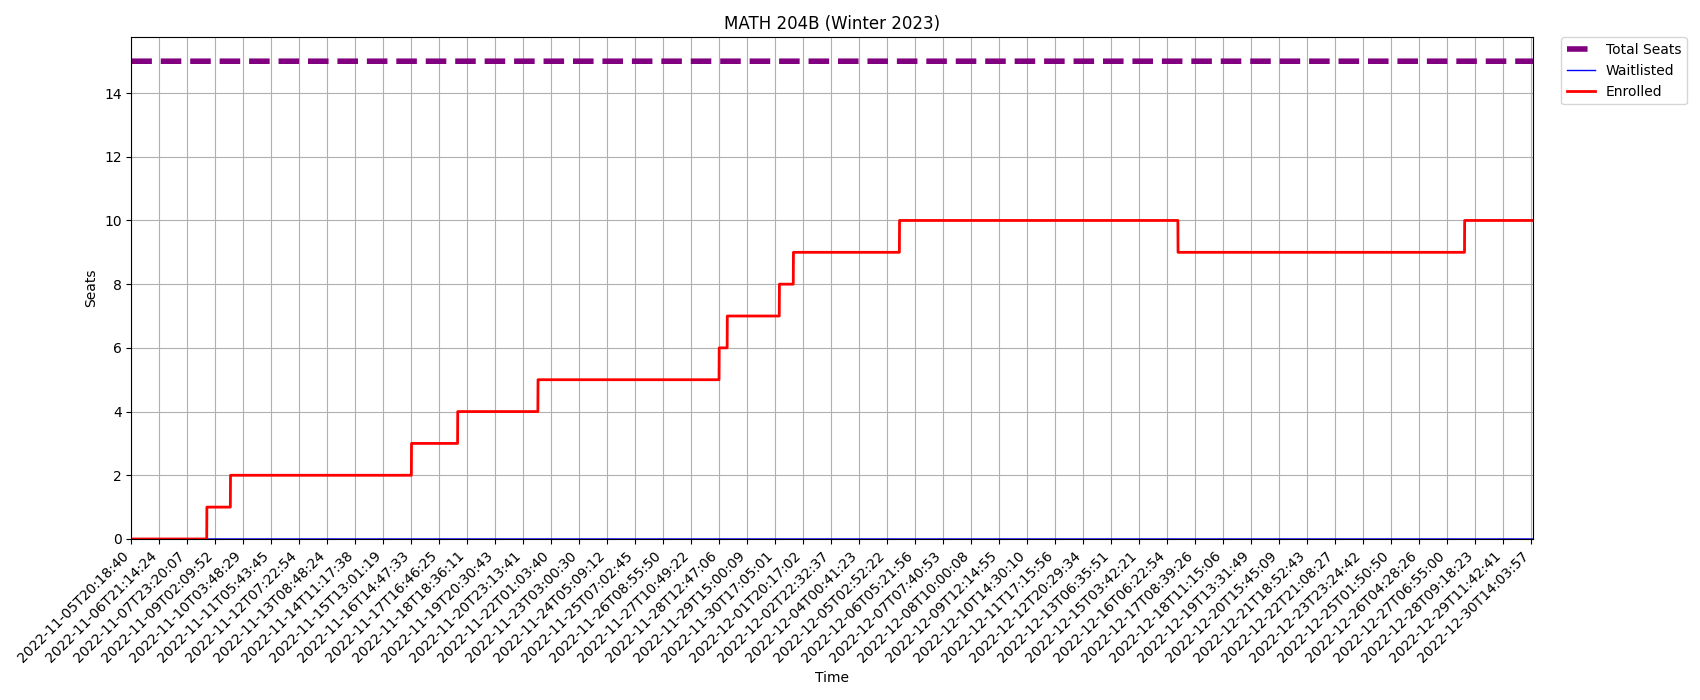 MATH 204B (Winter 2023)
Total Seats
Waitlisted
Enrolled
Seats
14
12
10
8
6
4
2
0
2022-11-05T20:18:40
2022-11-06T21:14:24
2022-11-07T23:20:07
2022-11-09T02:09:52
2022-11-10T03:48:29
2022-11-11T05:43:45
2022-11-12T07:22:54
2022-11-13T08:48:24
2022-11-14T11:17:38
2022-11-15T13:01:19
2022-11-16T14:47:33
2022-11-17T16:46:25
2022-11-18T18:36:11
2022-11-19T20:30:43
2022-11-20T23:13:41
2022-11-22T01:03:40
2022-11-23T03:00:30
2022-11-24T05:09:12
2022-11-25T07:02:45
2022-11-26T08:55:50
2022-11-27T10:49:22
2022-11-28T12:47:06
2022-11-29T15:00:09
2022-11-30T17:05:01
2022-12-01T20:17:02
2022-12-02T22:32:37
2022-12-04T00:41:23
2022-12-05T02:52:22
2022-12-06T05:21:56
2022-12-07T07:40:53
2022-12-08T10:00:08
2022-12-09T12:14:55
2022-12-10T14:30:10
2022-12-11T17:15:56
2022-12-12T20:29:34
2022-12-13T06:35:51
2022-12-15T03:42:21
2022-12-16T06:22:54
2022-12-17T08:39:26
2022-12-18T11:15:06
2022-12-19T13:31:49
2022-12-20T15:45:09
2022-12-21T18:52:43
2022-12-22T21:08:27
2022-12-23T23:24:42
2022-12-25T01:50:50
2022-12-26T04:28:26
2022-12-27T06:55:00
2022-12-28T09:18:23
2022-12-29T11:42:41
2022-12-30T14:03:57
Time